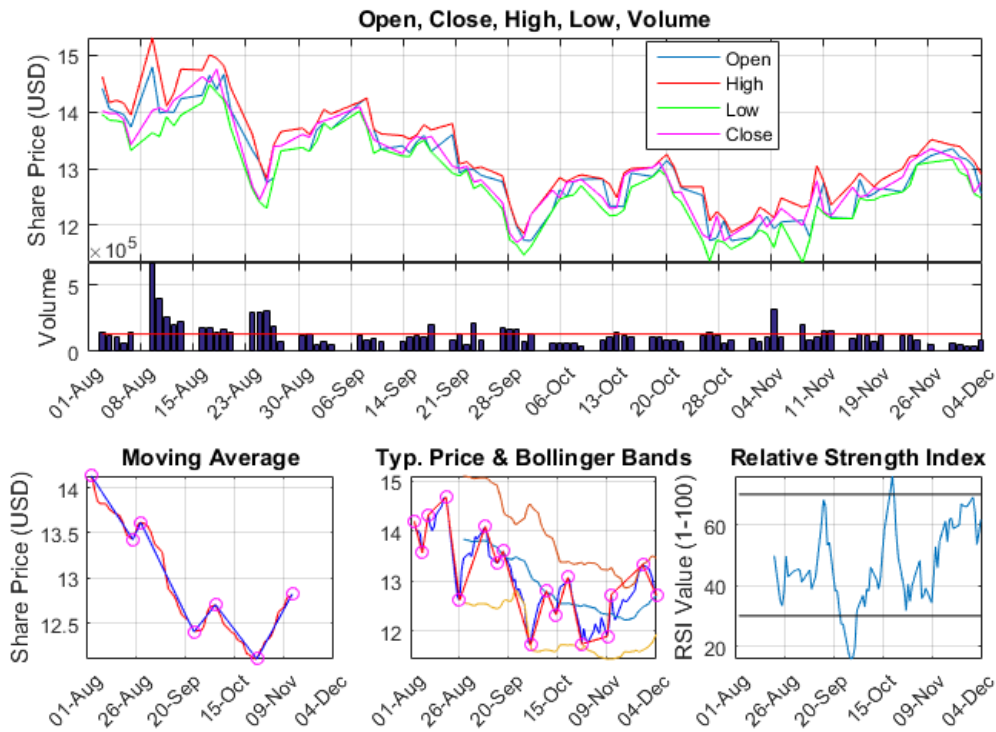 Open, Close, High, Low, Volume
Share Price (USD)
15
14
13
12
Open
High
Low
Close
× 10⁵
Volume
5
0
01-Aug
08-Aug
15-Aug
23-Aug
30-Aug
06-Sep
14-Sep
21-Sep
28-Sep
06-Oct
13-Oct
20-Oct
28-Oct
04-Nov
11-Nov
19-Nov
26-Nov
04-Dec
Moving Average
Share Price (USD)
14
13.5
13
12.5
01-Aug
26-Aug
20-Sep
15-Oct
09-Nov
04-Dec
Typ. Price & Bollinger Bands
15
14
13
12
01-Aug
26-Aug
20-Sep
15-Oct
09-Nov
04-Dec
Relative Strength Index
RSI Value (1-100)
60
40
20
01-Aug
26-Aug
20-Sep
15-Oct
09-Nov
04-Dec